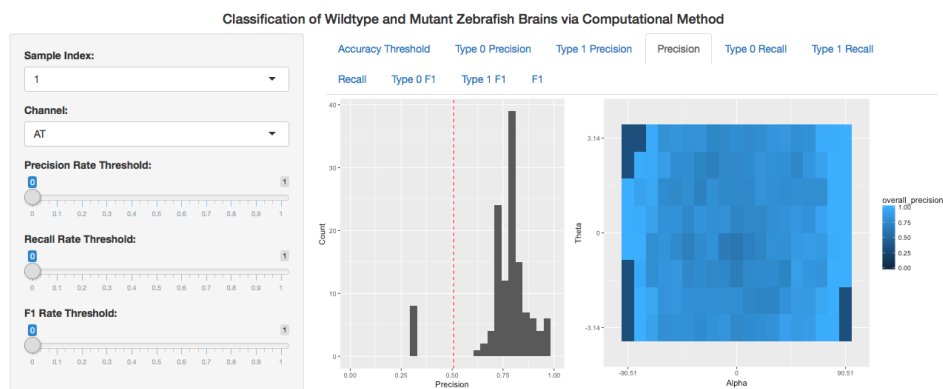 Classification of Wildtype and Mutant Zebrafish Brains via Computational Method
Sample Index:
1
Channel:
AT
Precision Rate Threshold:
0 1
0 0.1 0.2 0.3 0.4 0.5 0.6 0.7 0.8 0.9 1
Recall Rate Threshold:
0 1
0 0.1 0.2 0.3 0.4 0.5 0.6 0.7 0.8 0.9 1
F1 Rate Threshold:
0 1
0 0.1 0.2 0.3 0.4 0.5 0.6 0.7 0.8 0.9 1
Accuracy Threshold Type 0 Precision Type 1 Precision Precision Type 0 Recall Type 1 Recall
Recall Type 0 F1 Type 1 F1 F1
40
30
20
10
0
Count
0.00 0.25 0.50 0.75 1.00
Precision
3.14
0
-3.14
Theta
-90.51 0 90.51
Alpha
overall_precision
1.00
0.75
0.50
0.25
0.00